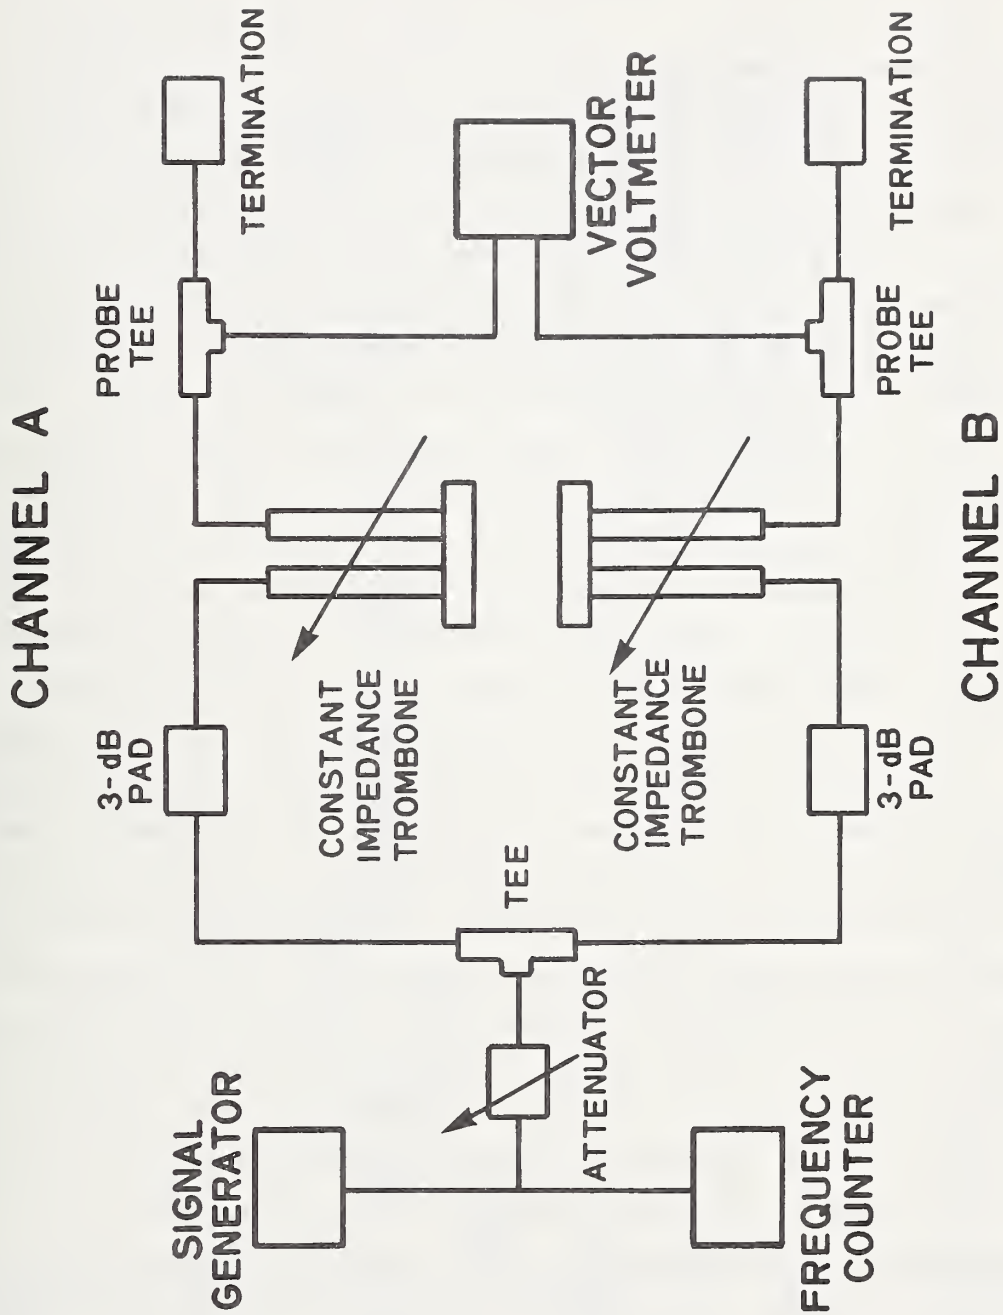 CHANNEL A
PROBE
TEE
TERMINATION
3-dB
PAD
CONSTANT
IMPEDANCE
TROMBONE
SIGNAL
GENERATOR
TEE
VECTOR
VOLTMETER
ATTENUATOR
CONSTANT
IMPEDANCE
TROMBONE
FREQUENCY
COUNTER
3-dB
PAD
PROBE
TEE
TERMINATION
CHANNEL B